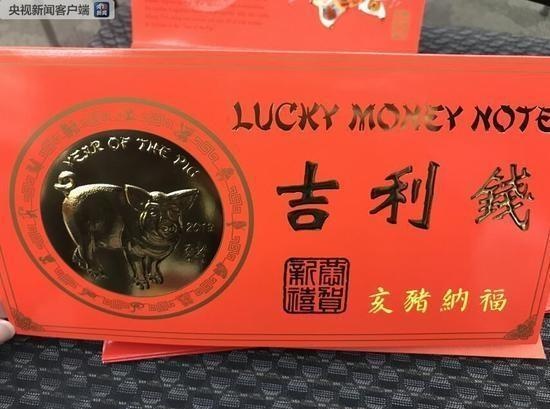 央视新闻客户端
LUCKY MONEY NOTE
YEAR OF THE PIG
2019
吉利錢
恭賀
新禧
亥豬納福